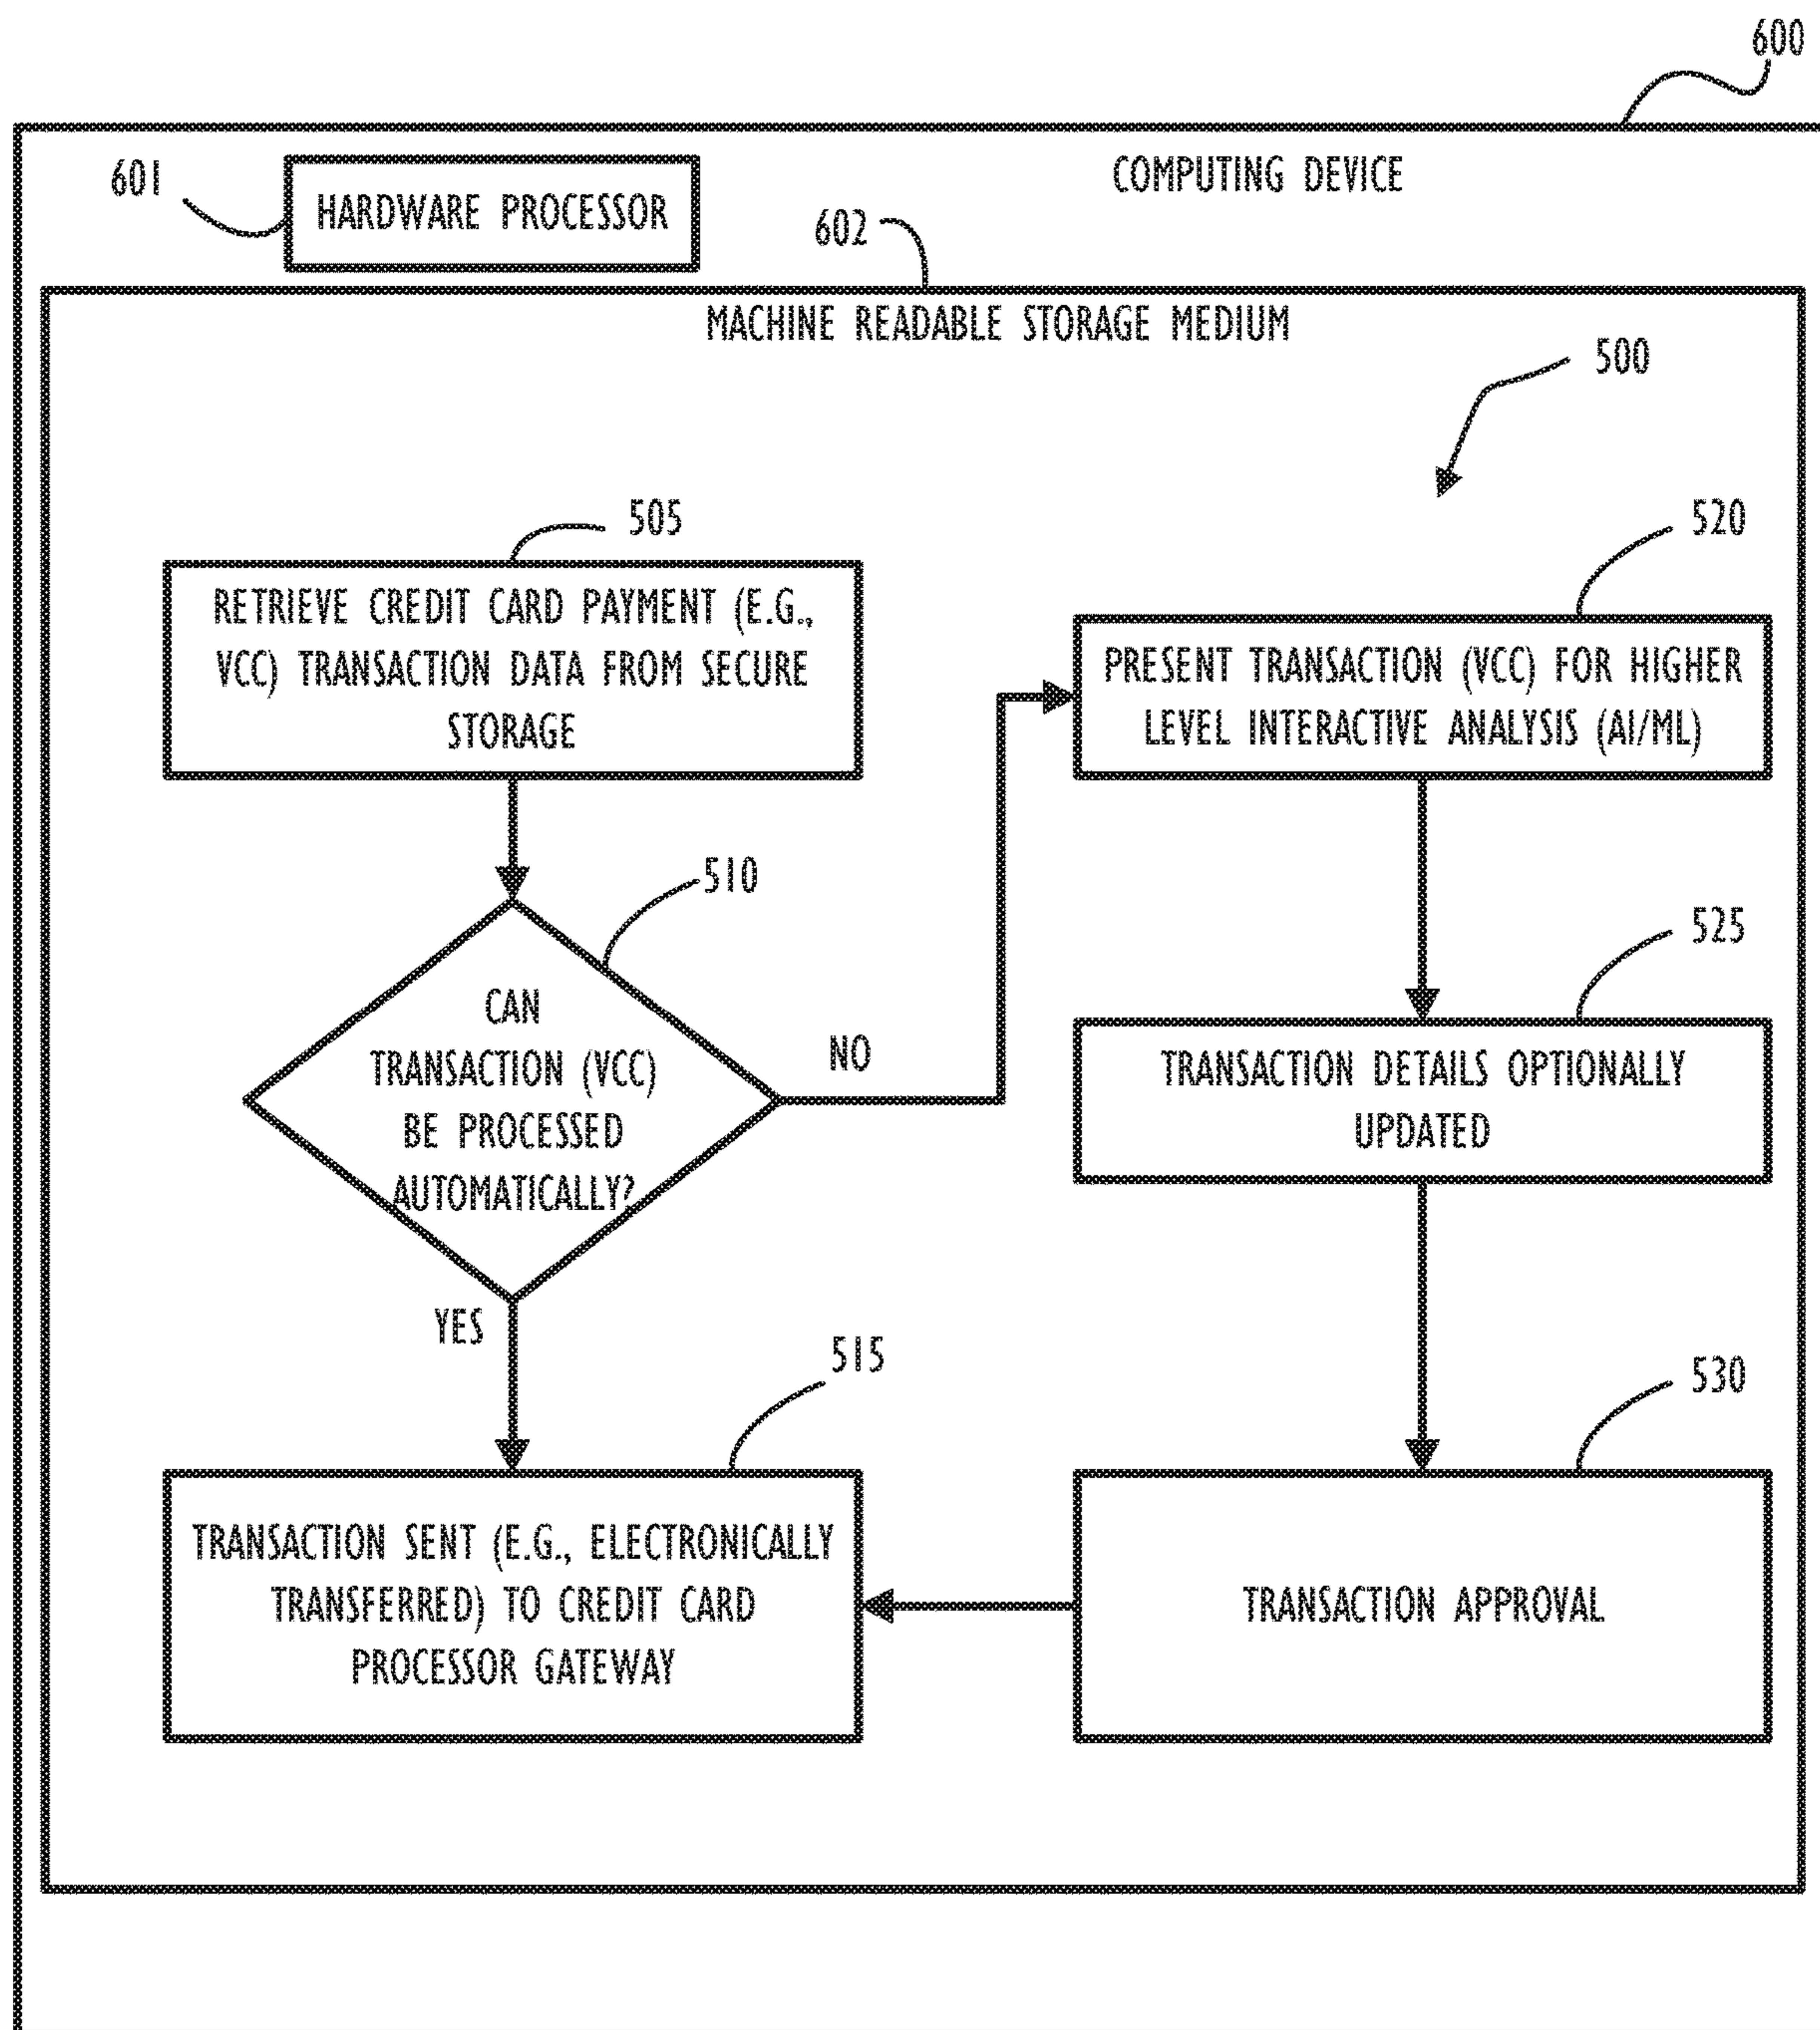 600
601
HARDWARE PROCESSOR
COMPUTING DEVICE
602
MACHINE READABLE STORAGE MEDIUM
500
505
RETRIEVE CREDIT CARD PAYMENT (E.G.,
VCC) TRANSACTION DATA FROM SECURE
STORAGE
510
CAN
TRANSACTION (VCC)
BE PROCESSED
AUTOMATICALLY?
NO
YES
515
TRANSACTION SENT (E.G., ELECTRONICALLY
TRANSFERRED) TO CREDIT CARD
PROCESSOR GATEWAY
520
PRESENT TRANSACTION (VCC) FOR HIGHER
LEVEL INTERACTIVE ANALYSIS (AI/ML)
525
TRANSACTION DETAILS OPTIONALLY
UPDATED
530
TRANSACTION APPROVAL